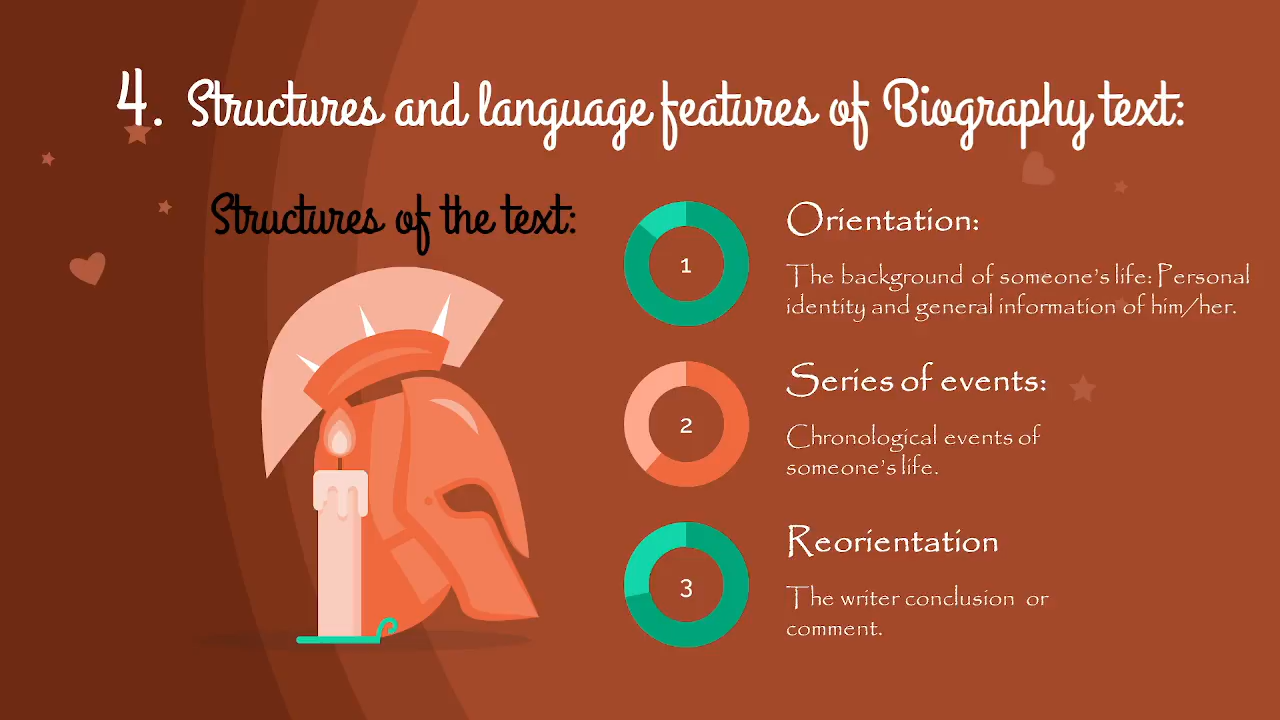 4. Structures and language features of Biography text:
Structures of the text:
1
Orientation:
The background of someone's life: Personal
identity and general information of him/her.
2
Series of events:
Chronological events of
someone's life.
3
Reorientation
The writer conclusion or
comment.